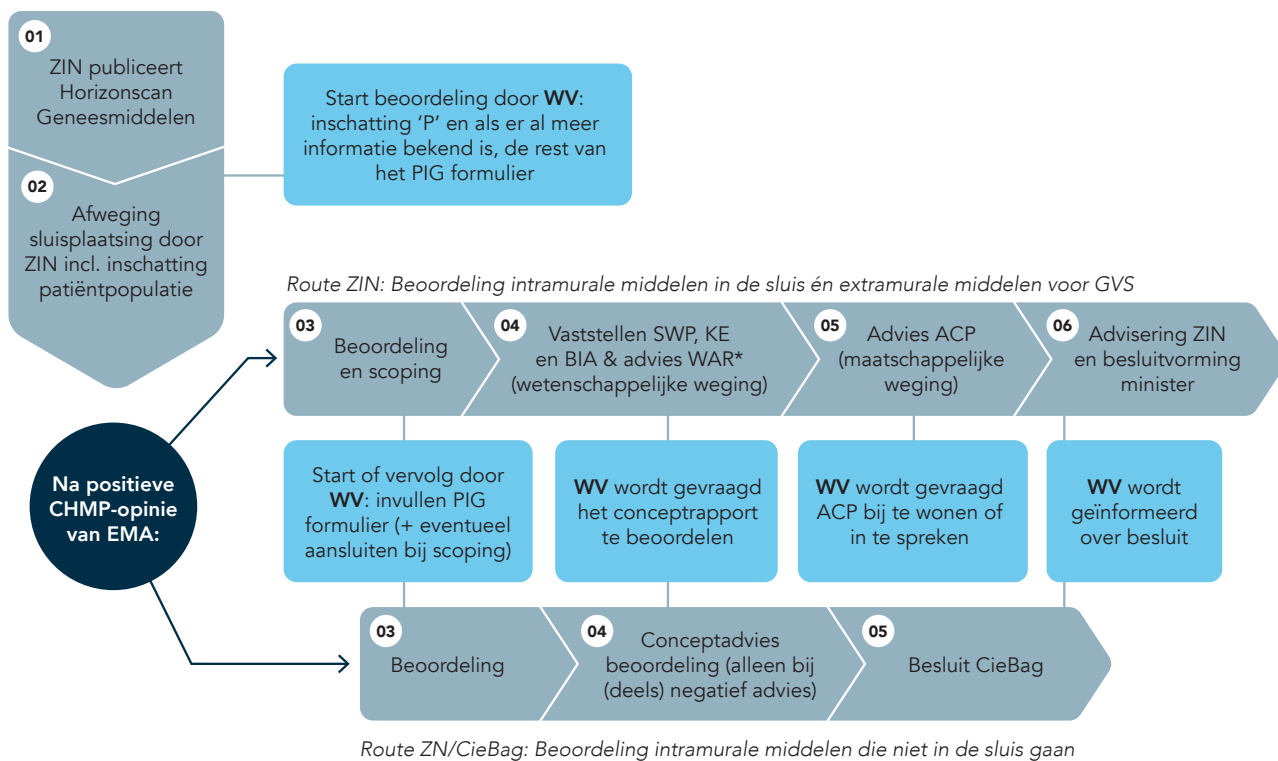 01
ZIN publiceert
Horizonscan
Geneesmiddelen
Start beoordeling door WV:
inschatting ‘P’ en als er al meer
informatie bekend is, de rest van
het PIG formulier
02
Afweging
sluisplaatsing door
ZIN incl. inschatting
patiëntpopulatie
Route ZIN: Beoordeling intramurale middelen in de sluis én extramurale middelen voor GVS
03
Beoordeling
en scoping
04
Vaststellen SWP, KE
en BIA & advies WAR*
(wetenschappelijke weging)
05
Advies ACP
(maatschappelijke
weging)
06
Advisering ZIN
en besluitvorming
minister
Na positieve
CHMP-opinie
van EMA:
Start of vervolg door
WV: invullen PIG
formulier (+ eventueel
aansluiten bij scoping)
WV wordt gevraagd
het conceptrapport
te beoordelen
WV wordt gevraagd
ACP bij te wonen of
in te spreken
WV wordt
geïnformeerd
over besluit
03
Beoordeling
04
Conceptadvies
beoordeling (alleen bij
(deels) negatief advies)
05
Besluit CieBag
Route ZN/CieBag: Beoordeling intramurale middelen die niet in de sluis gaan